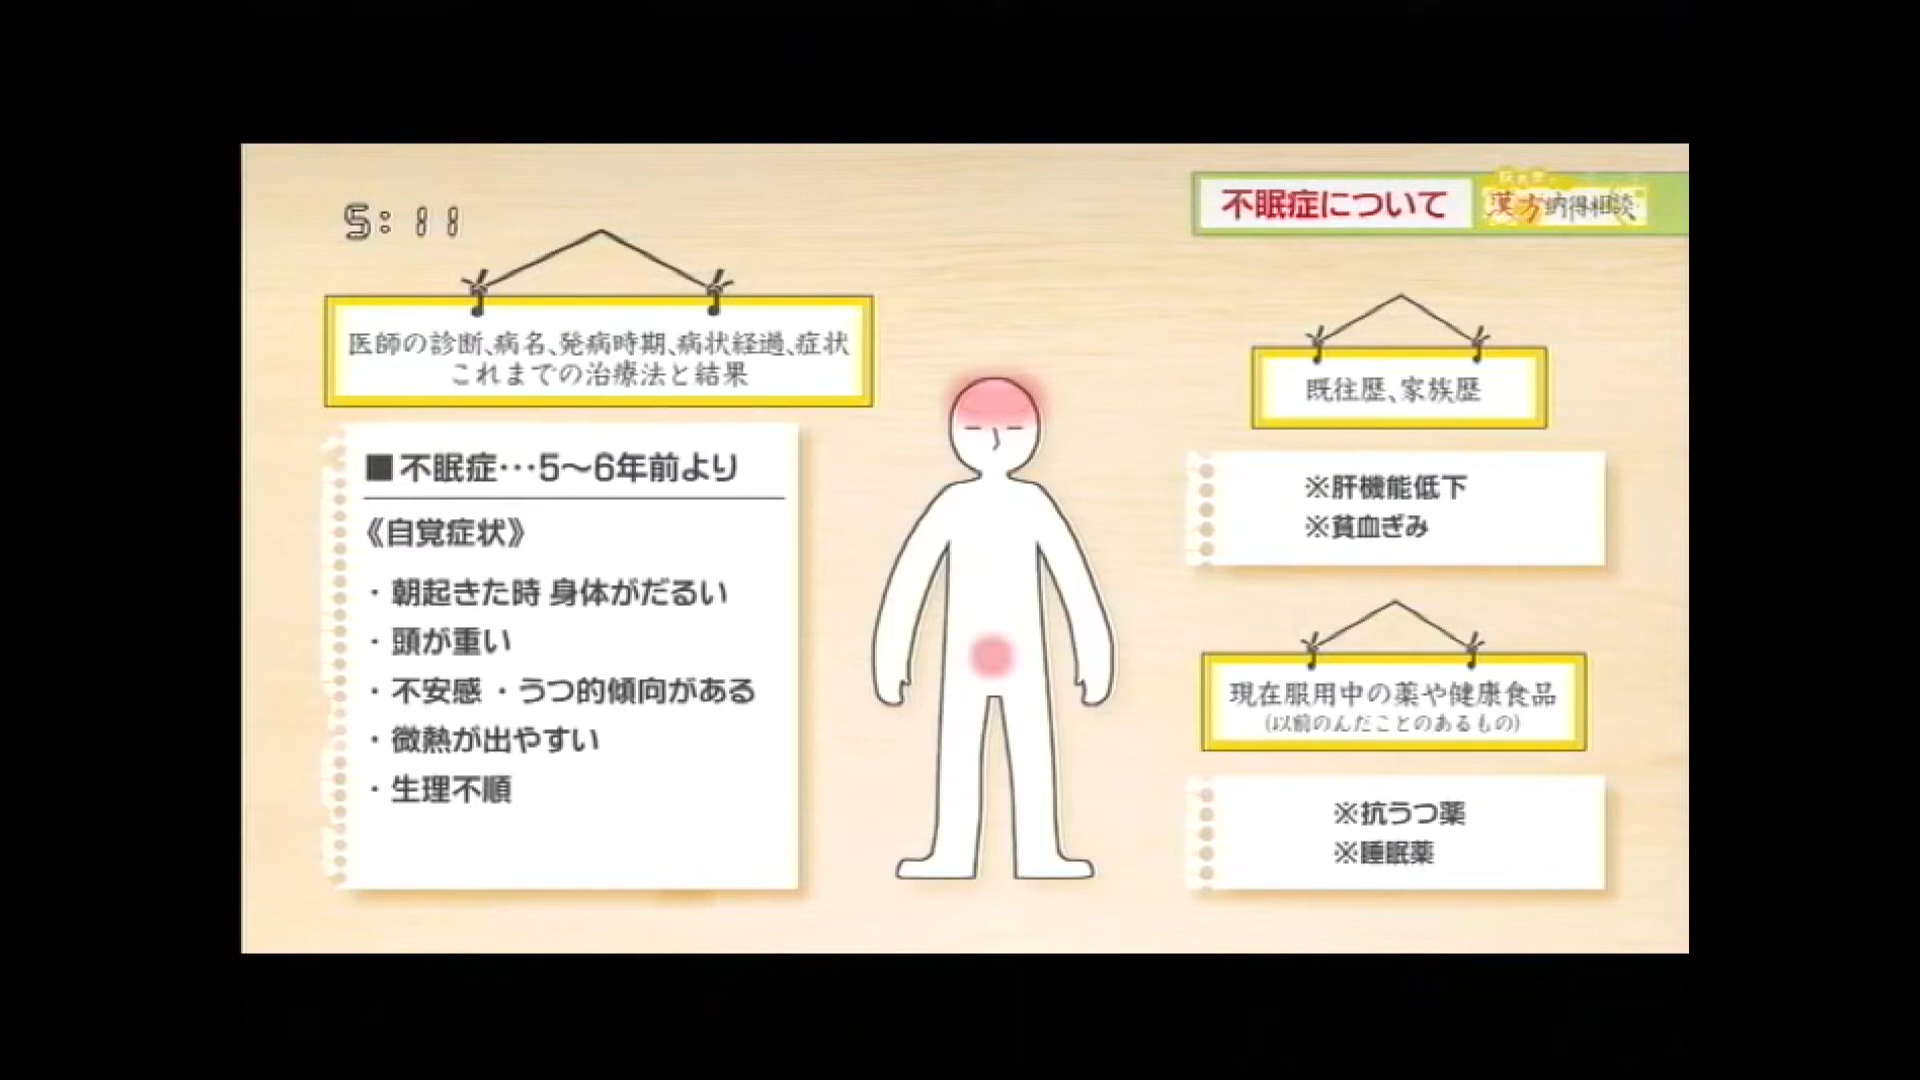 5:11
不眠症について
漢方納得相談
医師の診断、病名、発病時期、病状経過、症状
これまでの治療法と結果
■不眠症…5〜6年前より
《自覚症状》
・朝起きた時 身体がだるい
・頭が重い
・不安感・うつ的傾向がある
・微熱が出やすい
・生理不順
既往歴、家族歴
※肝機能低下
※貧血ぎみ
現在服用中の薬や健康食品
(以前のんだことのあるもの)
※抗うつ薬
※睡眠薬